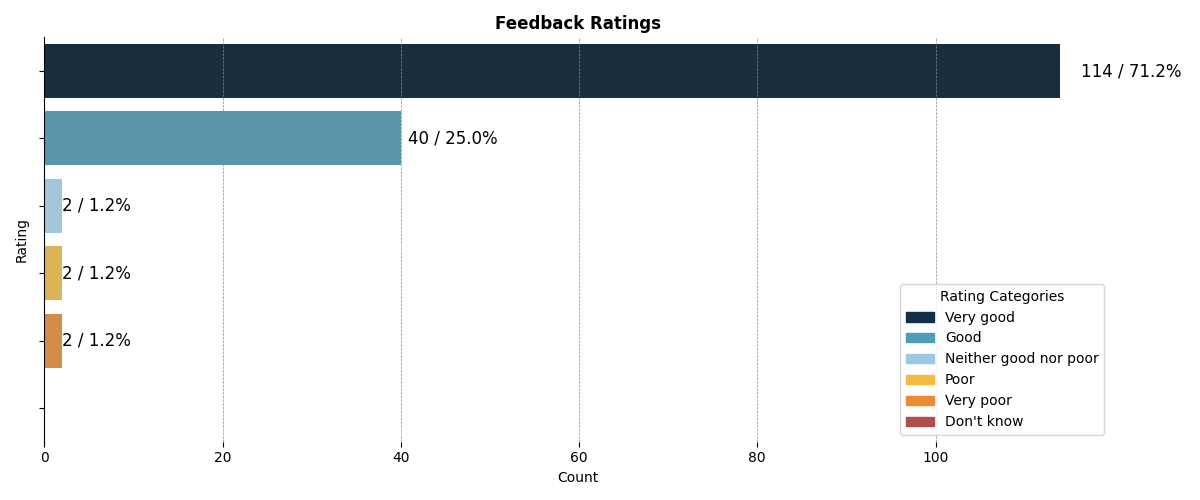 Feedback Ratings
114 / 71.2%
40 / 25.0%
2 / 1.2%
2 / 1.2%
2 / 1.2%
Rating
Rating Categories
Very good
Good
Neither good nor poor
Poor
Very poor
Don't know
0 20 40 60 80 100
Count